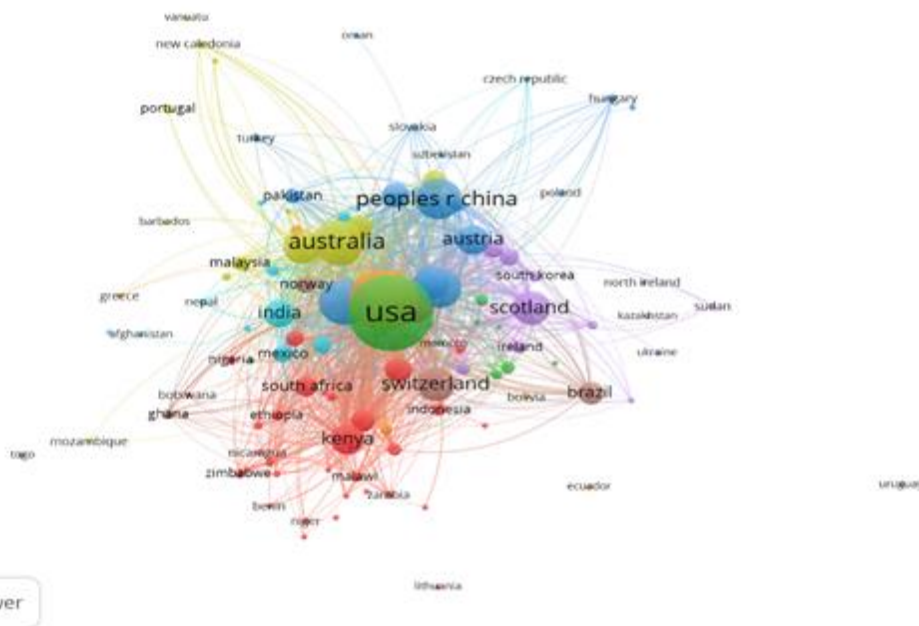 vanuatu
oman
new caledonia
czech republic
hungary
portugal
slovakia
turkey
uzbekistan
pakistan
peoples r china
poland
barbados
australia
austria
malaysia
south korea
norway
north ireland
greece
nepal
india
usa
scotland
sudan
kazakhstan
afghanistan
morocco
ireland
nigeria
mexico
ukraine
south africa
switzerland
botswana
bolivia
brazil
ghana
ethiopia
indonesia
mozambique
kenya
togo
nicaragua
zimbabwe
malawi
ecuador
zambia
benin
niger
lithuania